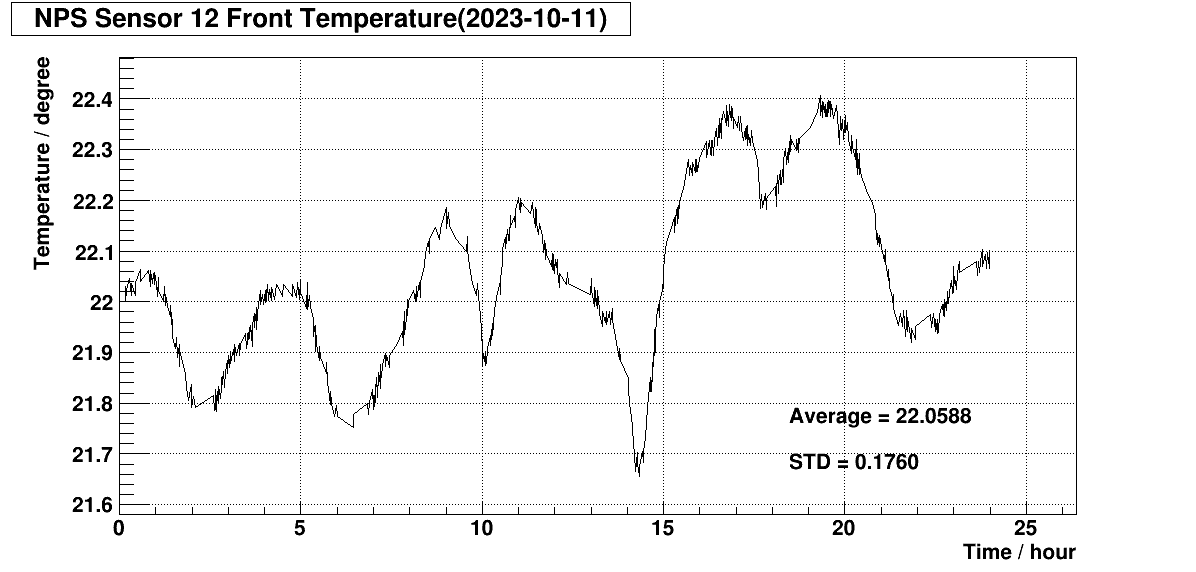 NPS Sensor 12 Front Temperature(2023-10-11)
Temperature / degree
22.4
22.3
22.2
22.1
22
21.9
21.8
21.7
21.6
Average = 22.0588
STD = 0.1760
0 5 10 15 20 25
Time / hour